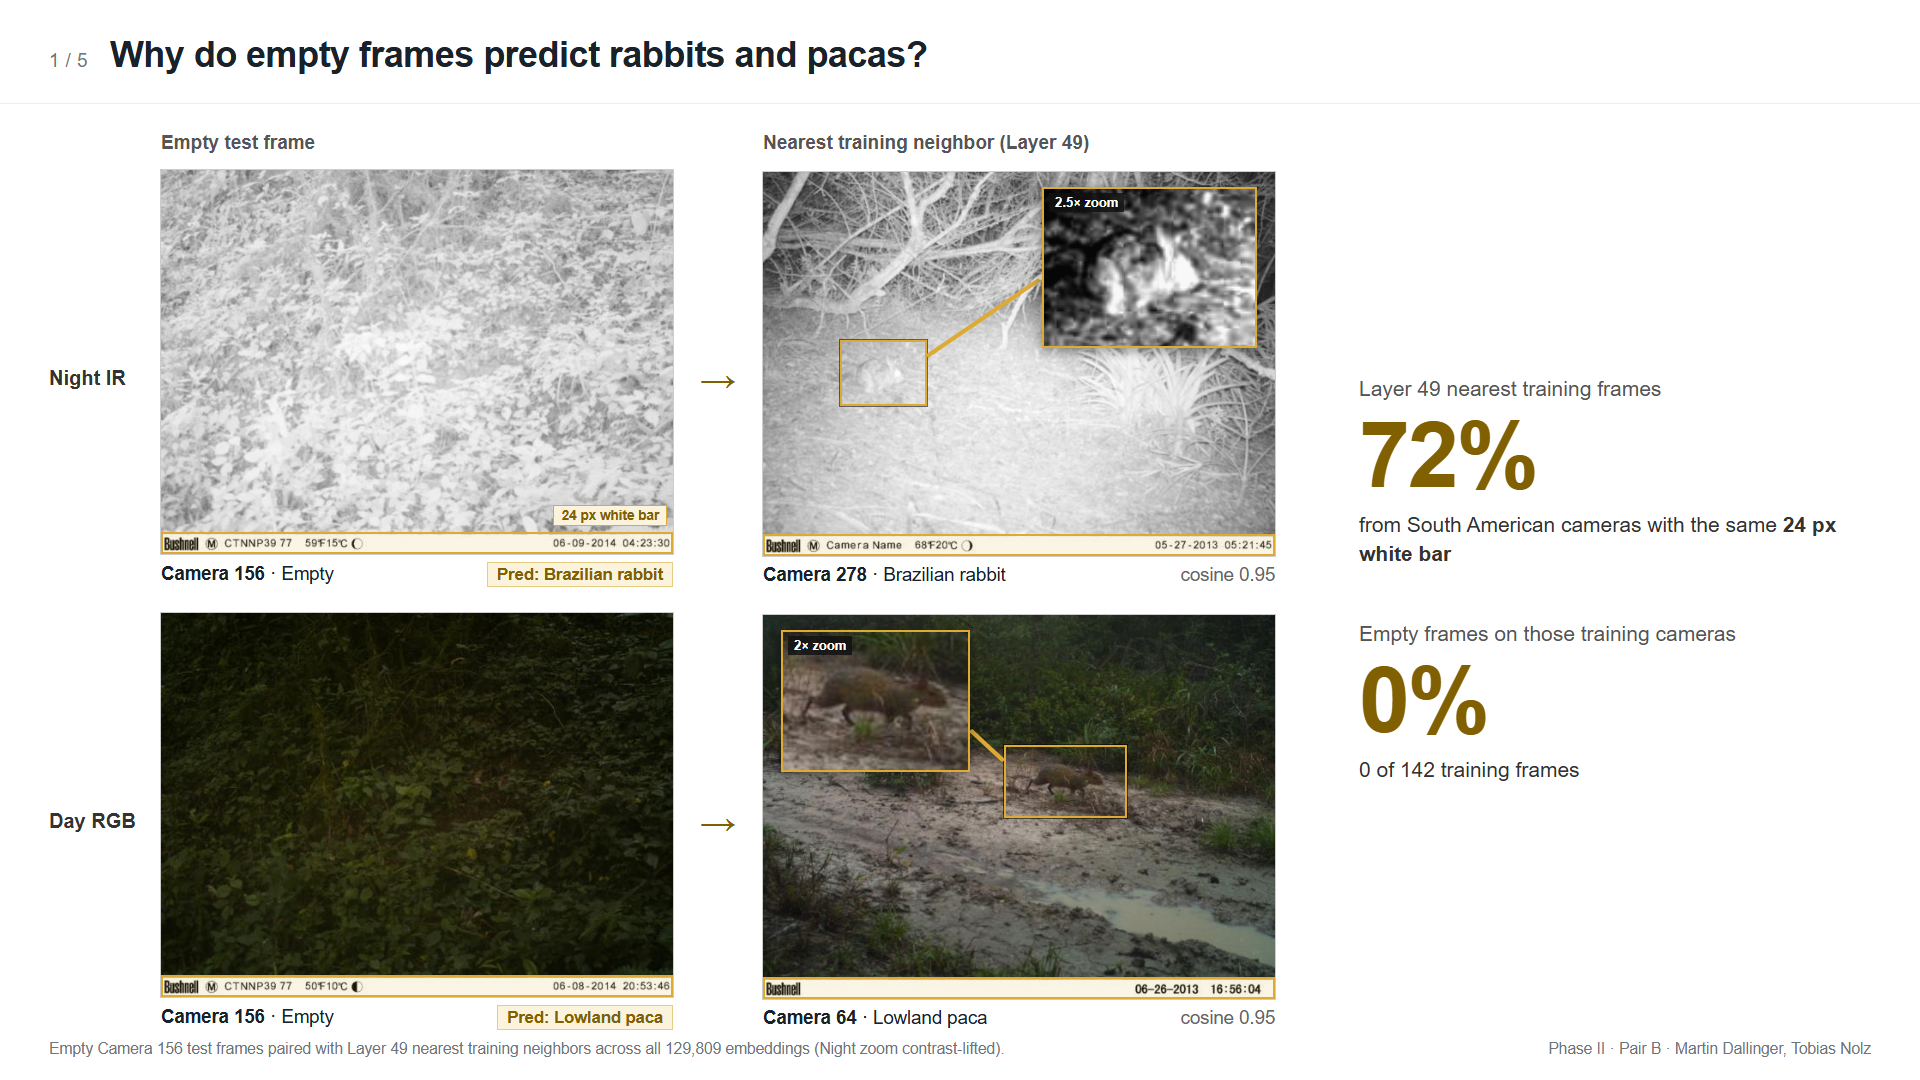 1 / 5 Why do empty frames predict rabbits and pacas?
Empty test frame
Nearest training neighbor (Layer 49)
Night IR
24 px white bar
Bushnell M CTNNP39 77 59°F15°C 06-09-2014 04:23:30
Camera 156 · Empty
Pred: Brazilian rabbit
→
2.5× zoom
Bushnell M Camera Name 68°F20°C 05-27-2013 05:21:45
Camera 278 · Brazilian rabbit
cosine 0.95
Day RGB
Bushnell M CTNNP39 77 50°F10°C 06-08-2014 20:53:46
Camera 156 · Empty
Pred: Lowland paca
→
2× zoom
Bushnell 06-26-2013 16:56:04
Camera 64 · Lowland paca
cosine 0.95
Layer 49 nearest training frames
72%
from South American cameras with the same 24 px
white bar
Empty frames on those training cameras
0%
0 of 142 training frames
Empty Camera 156 test frames paired with Layer 49 nearest training neighbors across all 129,809 embeddings (Night zoom contrast-lifted).
Phase II · Pair B · Martin Dallinger, Tobias Nolz